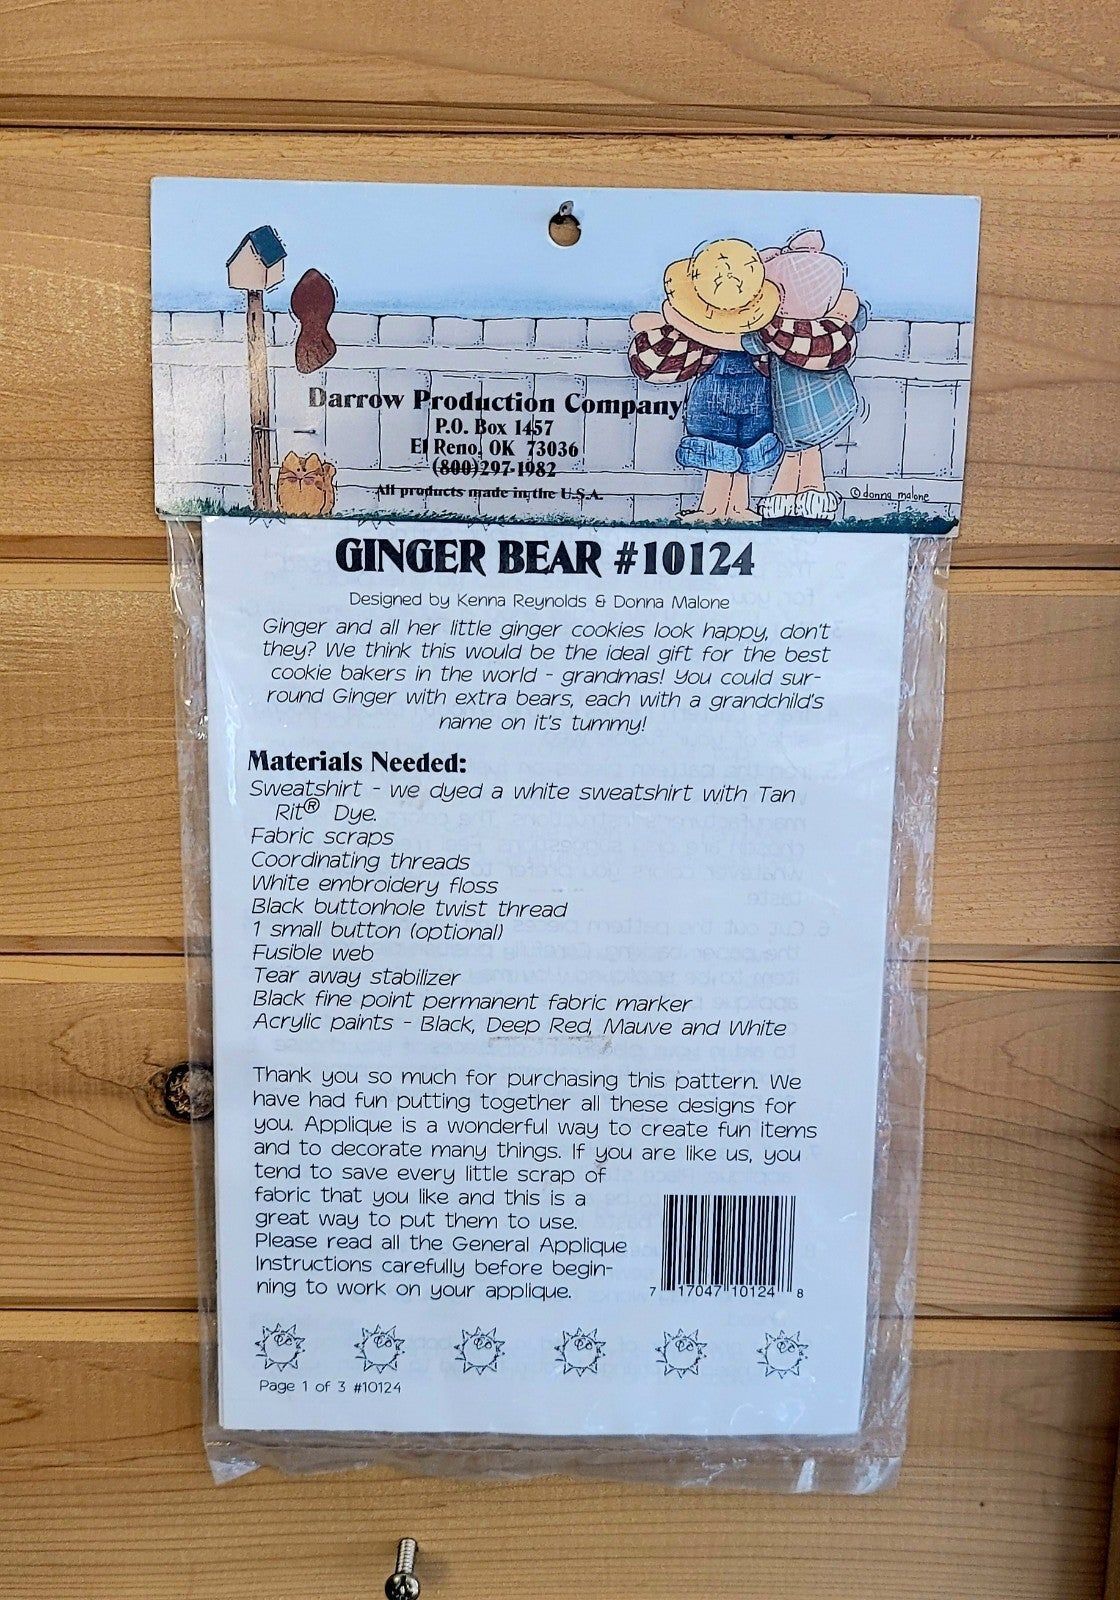 Darrow Production Company
P.O. Box 1457
El Reno, OK 73036
(800)297-1982
All products made in the U.S.A.
© donna malone
GINGER BEAR #10124
Designed by Kenna Reynolds & Donna Malone
Ginger and all her little ginger cookies look happy, don't
they? We think this would be the ideal gift for the best
cookie bakers in the world - grandmas! You could sur-
round Ginger with extra bears, each with a grandchild's
name on it's tummy!
Materials Needed:
Sweatshirt - we dyed a white sweatshirt with Tan
Rit® Dye.
Fabric scraps
Coordinating threads
White embroidery floss
Black buttonhole twist thread
1 small button (optional)
Fusible web
Tear away stabilizer
Black fine point permanent fabric marker
Acrylic paints - Black, Deep Red, Mauve and White
Thank you so much for purchasing this pattern. We
have had fun putting together all these designs for
you. Applique is a wonderful way to create fun items
and to decorate many things. If you are like us, you
tend to save every little scrap of
fabric that you like and this is a
great way to put them to use.
Please read all the General Applique
Instructions carefully before begin-
ning to work on your applique.
7 17047 10124 8
Page 1 of 3 #10124